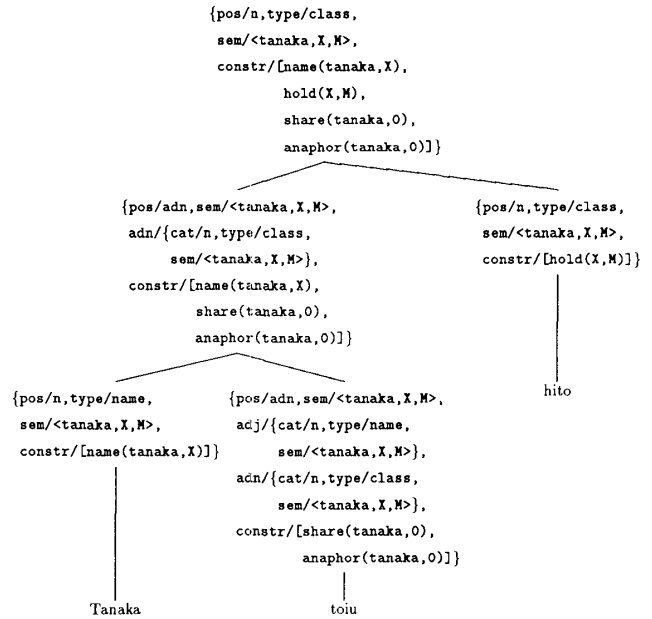 {pos/n,type/class,
sem/<tanaka,X,M>,
constr/[name(tanaka,X),
hold(X,M),
share(tanaka,0),
anaphor(tanaka,0)]}
{pos/adn,sem/<tanaka,X,M>,
adn/{cat/n,type/class,
sem/<tanaka,X,M>},
constr/[name(tanaka,X),
share(tanaka,0),
anaphor(tanaka,0)]}
{pos/n,type/class,
sem/<tanaka,X,M>,
constr/[hold(X,M)]}
hito
{pos/n,type/name,
sem/<tanaka,X,M>,
constr/[name(tanaka,X)]}
{pos/adn,sem/<tanaka,X,M>,
adj/{cat/n,type/name,
sem/<tanaka,X,M>},
adn/{cat/n,type/class,
sem/<tanaka,X,M>},
constr/[share(tanaka,0),
anaphor(tanaka,0)]}
Tanaka
toiu